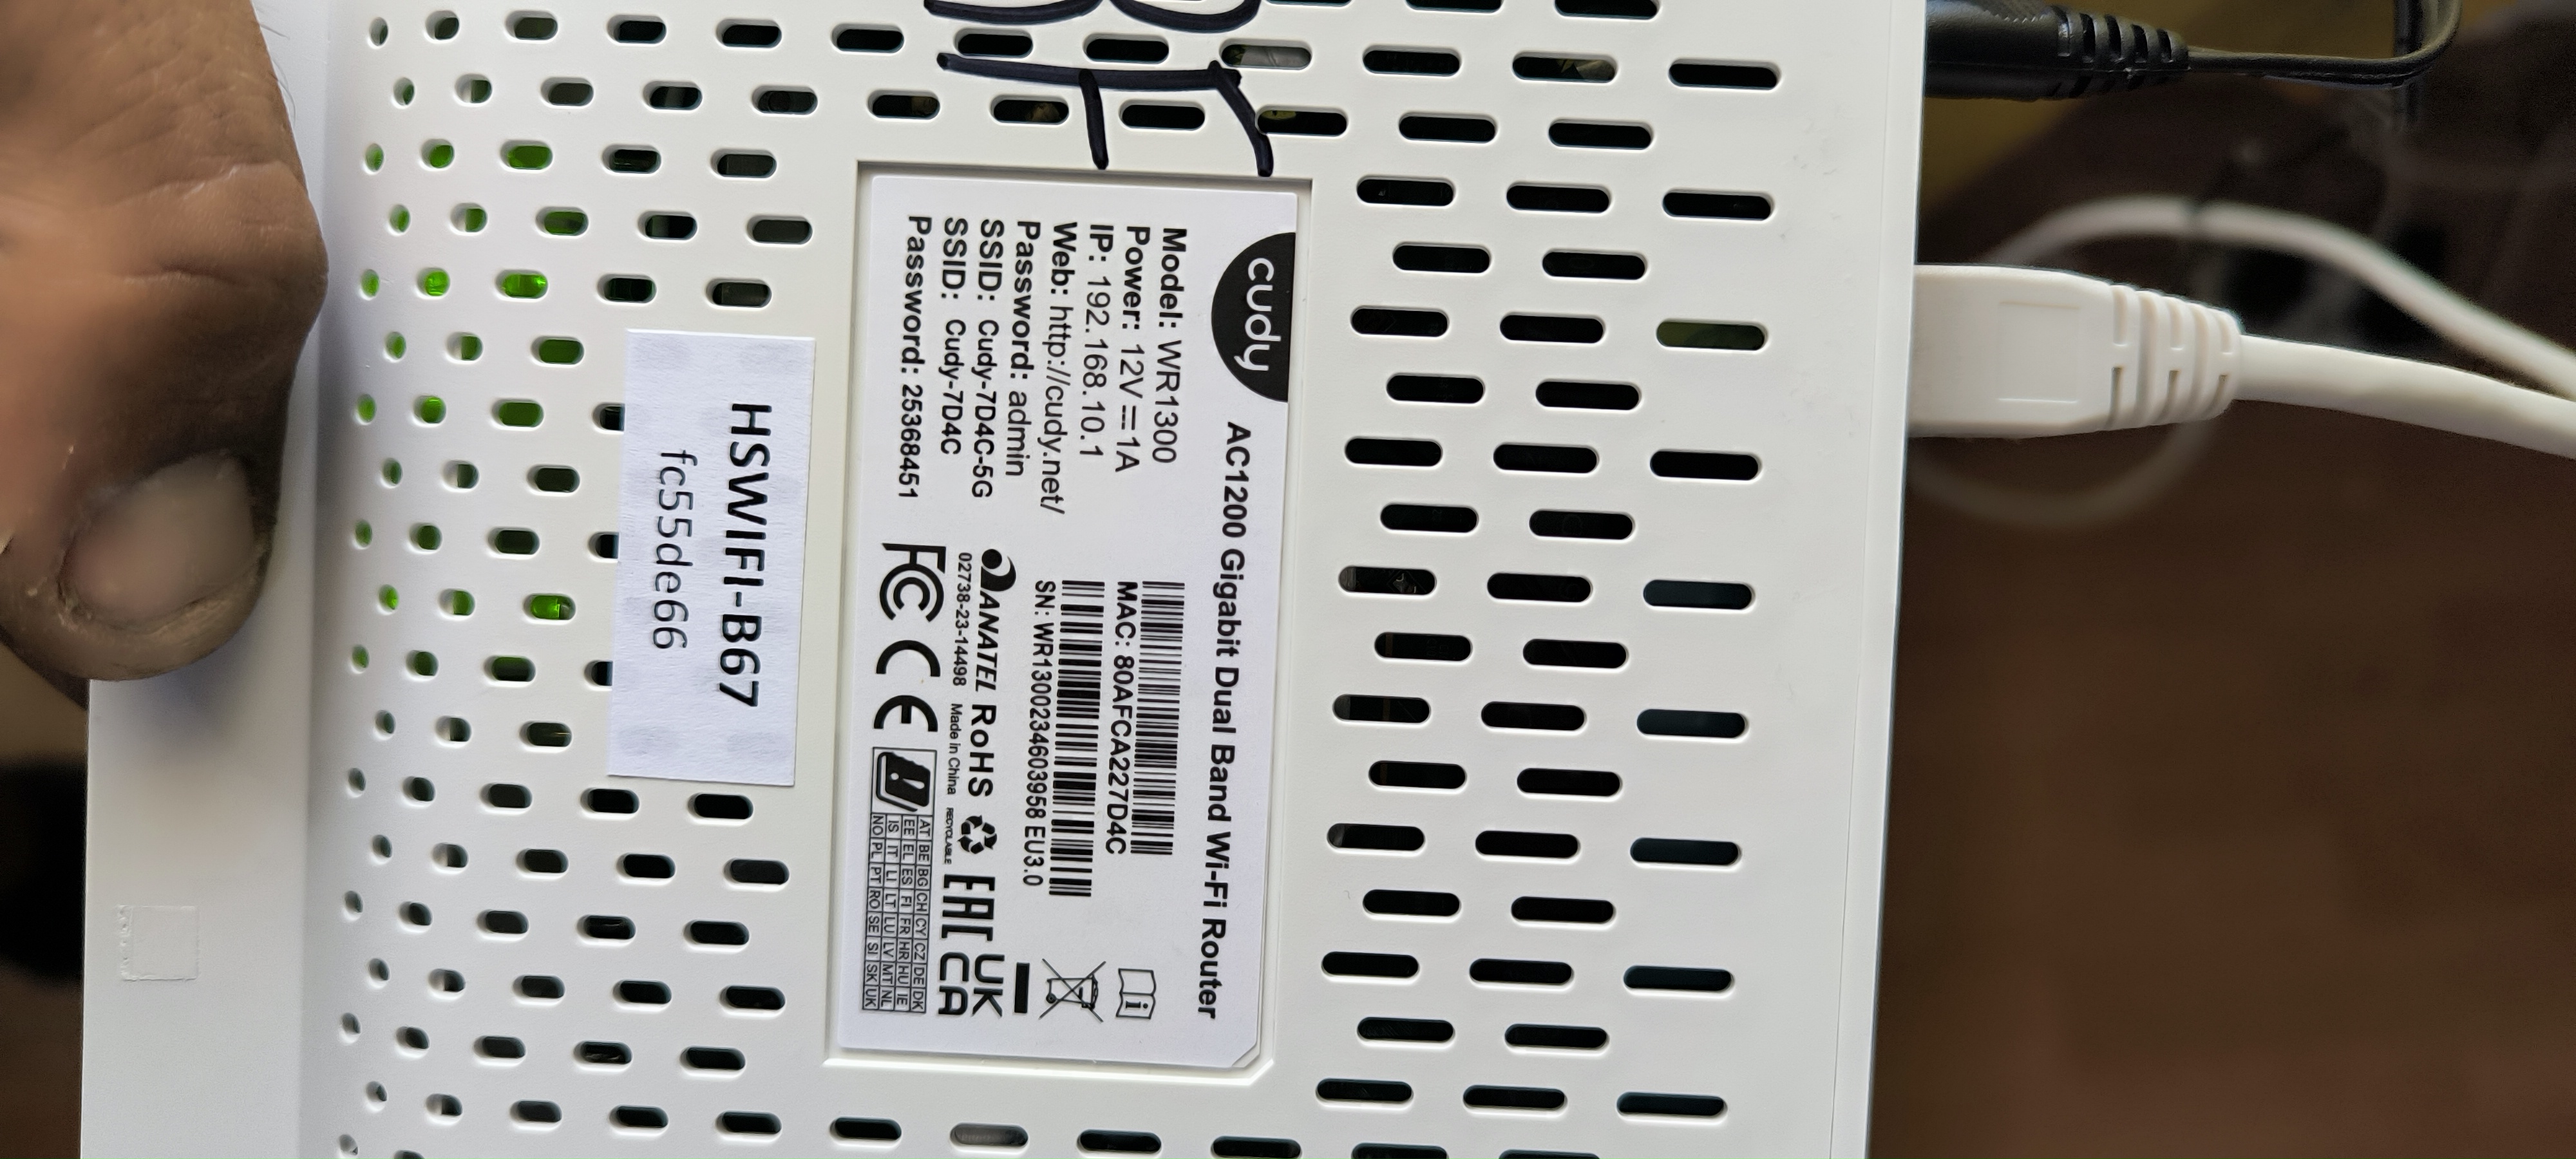 cudy
AC1200 Gigabit Dual Band Wi-Fi Router
Model: WR1300
Power: 12V⎓1A
IP: 192.168.10.1
Web: http://cudy.net/
Password: admin
SSID: Cudy-7D4C-5G
SSID: Cudy-7D4C
Password: 25368451
MAC: 80AFCA227D4C
SN: WR1300234603958 EU3.0
ANATEL RoHS
02738-23-14498 Made in China RECYCLABLE
FC CE EAC UK CA
AT BE BG CH CY CZ DE DK
EE EL ES FI FR HR HU IE
IS IT LI LT LU LV MT NL
NO PL PT RO SE SI SK UK
HSWIFI-B67
fc55de66